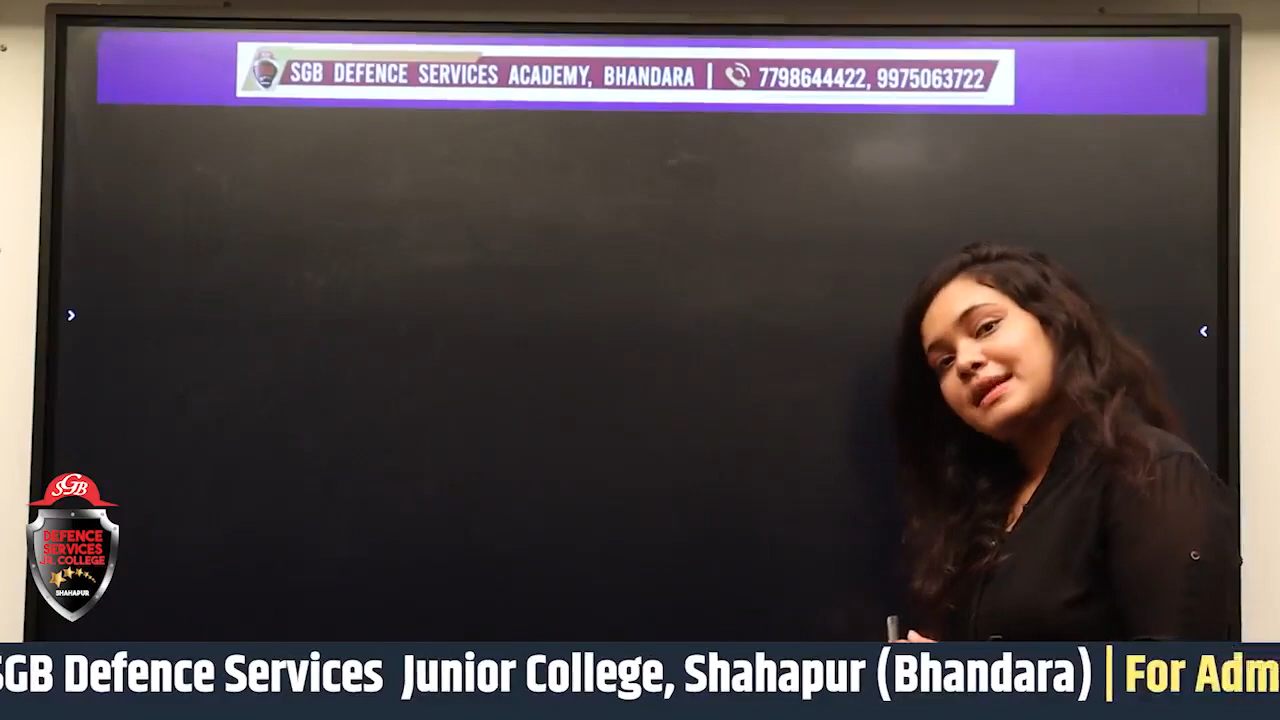 SGB DEFENCE SERVICES ACADEMY, BHANDARA | 7798644422, 9975063722
SGB
DEFENCE
SERVICES
JR. COLLEGE
SHAHAPUR
SGB Defence Services Junior College, Shahapur (Bhandara) | For Adm